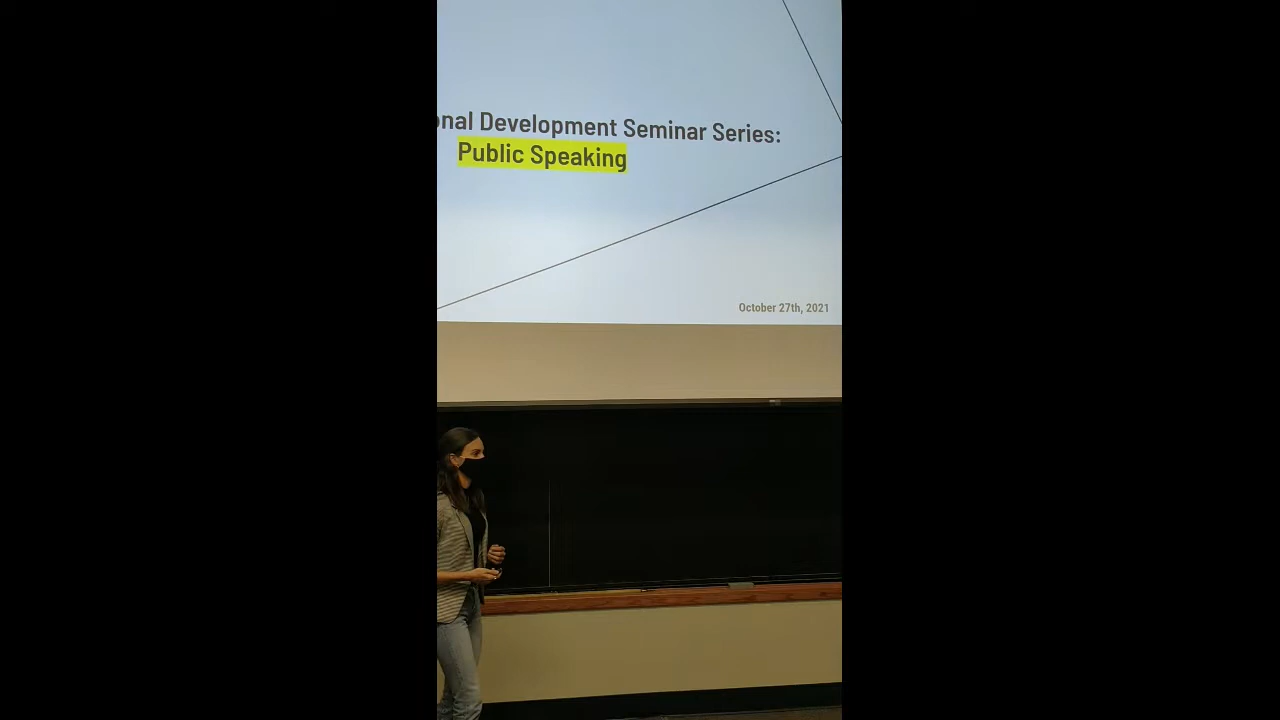 onal Development Seminar Series:
Public Speaking
October 27th, 2021